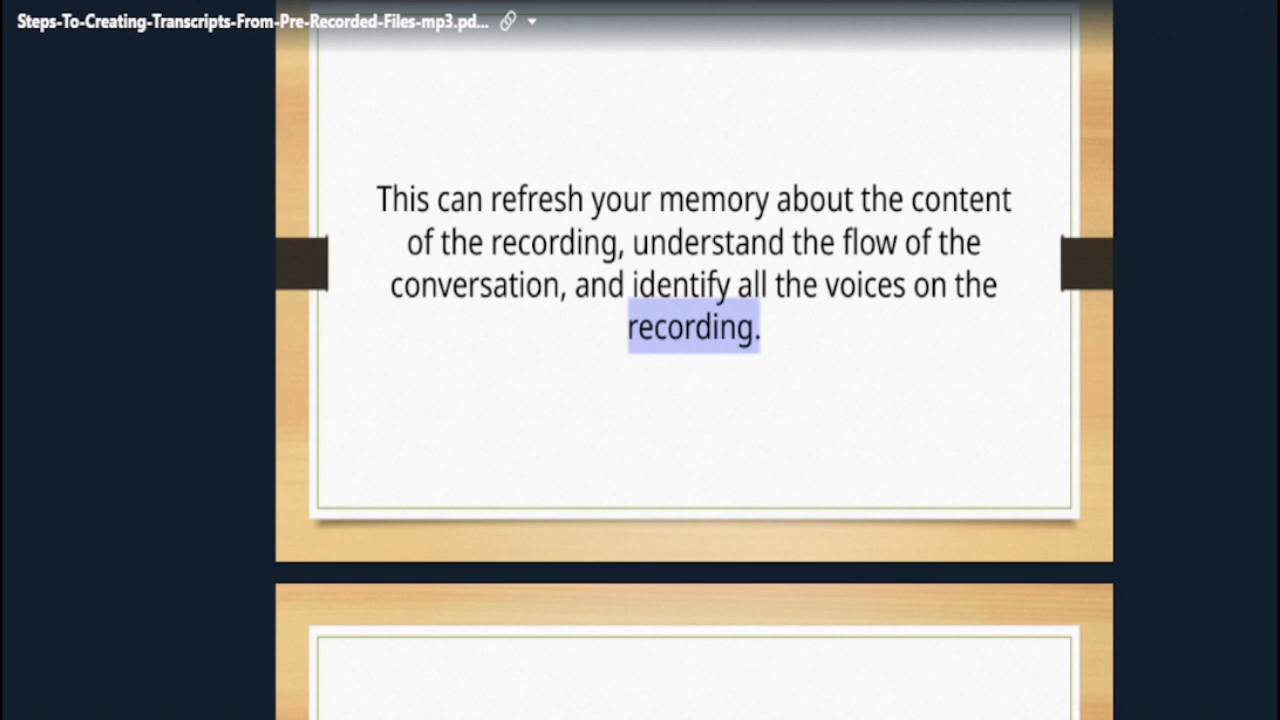 Steps-To-Creating-Transcripts-From-Pre-Recorded-Files-mp3.pd...
This can refresh your memory about the content
of the recording, understand the flow of the
conversation, and identify all the voices on the
recording.